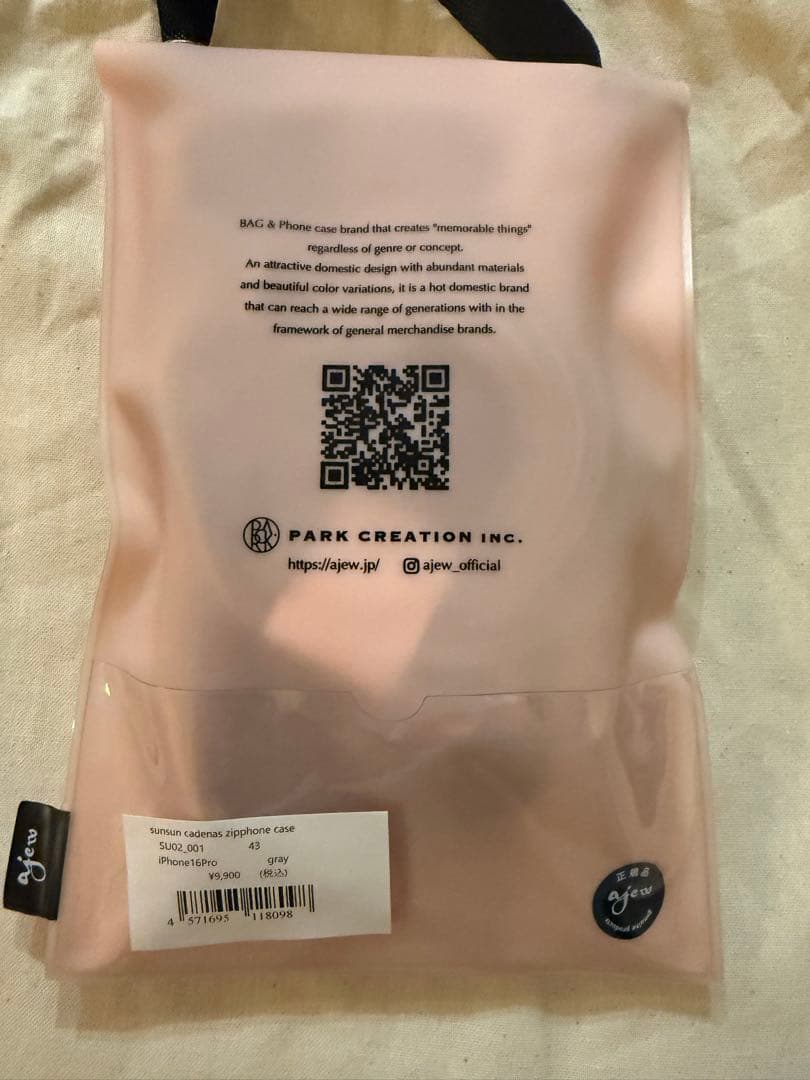 BAG & Phone case brand that creates "memorable things"
regardless of genre or concept.
An attractive domestic design with abundant materials
and beautiful color variations, it is a hot domestic brand
that can reach a wide range of generations with in the
framework of general merchandise brands.
PARK
PARK CREATION INC.
https://ajew.jp/ ajew_official
ajew
sunsun cadenas zipphone case
SU02_001 43
iPhone16Pro gray
¥9,900 (税込)
4 571695 118098
正規品
ajew